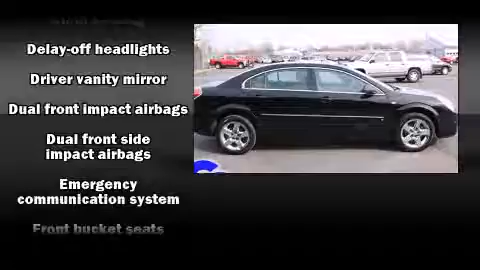 Delay-off headlights
Driver vanity mirror
Dual front impact airbags
Dual front side
impact airbags
Emergency
communication system
Front bucket seats